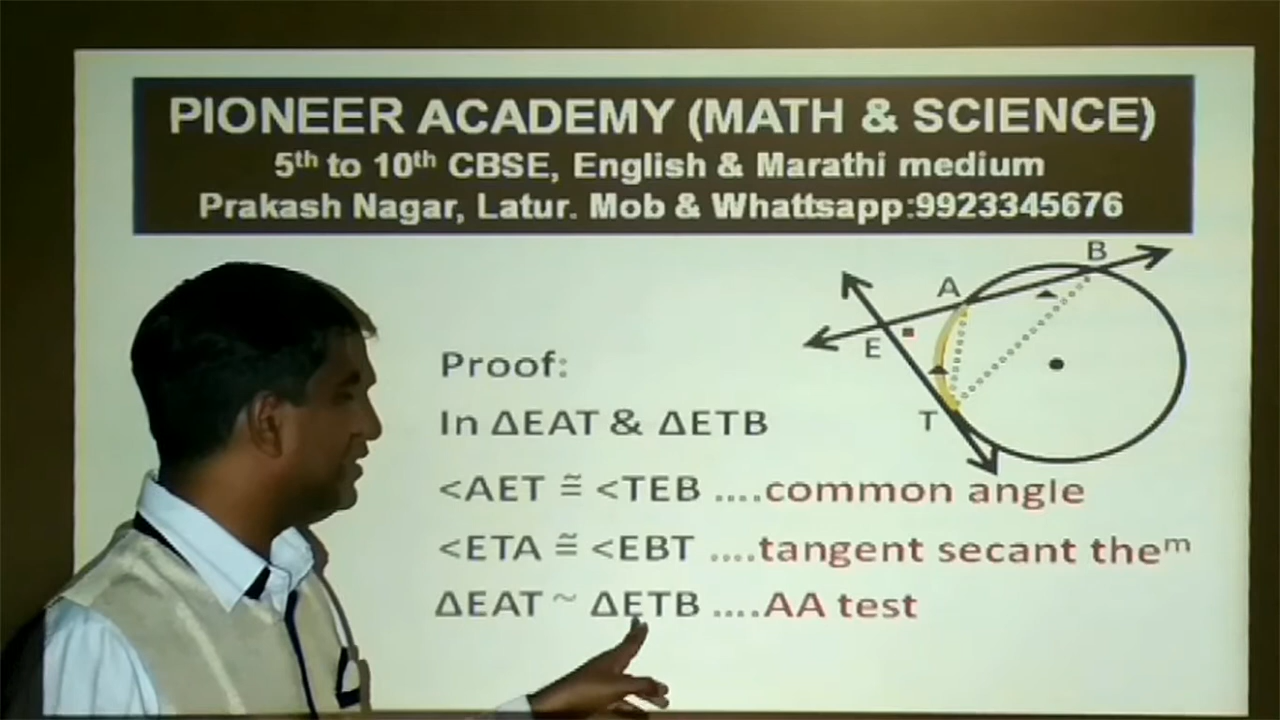 PIONEER ACADEMY (MATH & SCIENCE)
5th to 10th CBSE, English & Marathi medium
Prakash Nagar, Latur. Mob & Whattsapp:9923345676
B
A
E
T
Proof:
In ΔEAT & ΔETB
<AET ≅ <TEB ....common angle
<ETA ≅ <EBT ....tangent secant theᵐ
ΔEAT ~ ΔETB ....AA test